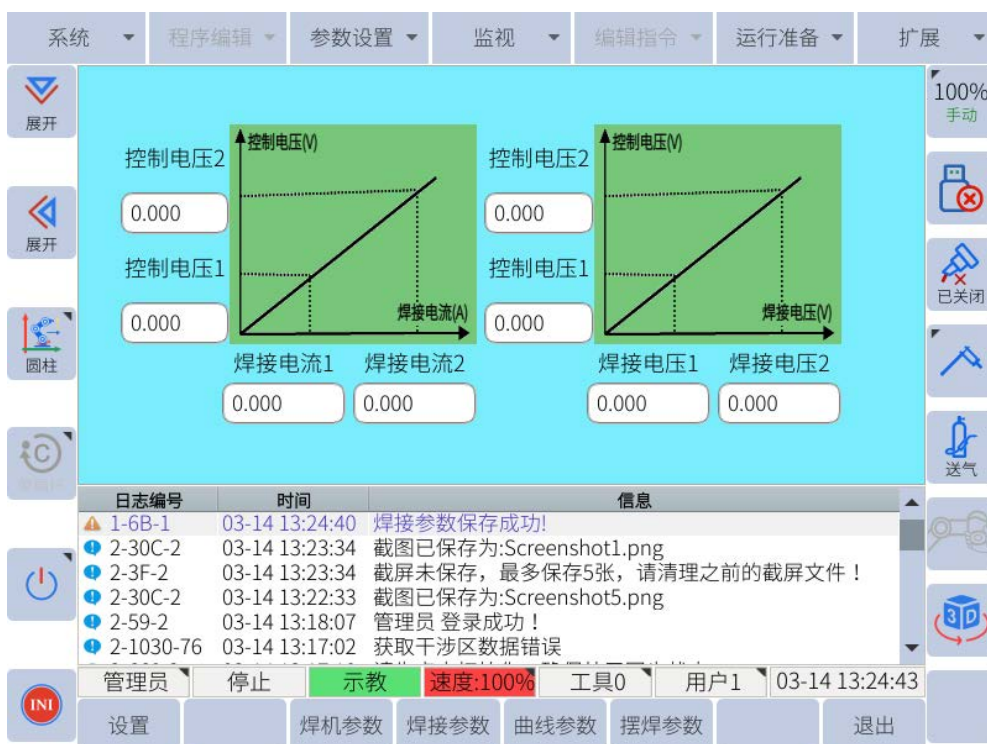 系统 程序编辑 参数设置 监视 编辑指令 运行准备 扩展
展开
100%
手动
控制电压2
控制电压(V)
控制电压2
控制电压(V)
0.000
0.000
展开
控制电压1
控制电压1
已关闭
0.000
焊接电流(A)
0.000
焊接电压(V)
圆柱
焊接电流1 焊接电流2
焊接电压1 焊接电压2
0.000 0.000
0.000 0.000
送气
日志编号 时间 信息
1-6B-1 03-14 13:24:40 焊接参数保存成功!
2-30C-2 03-14 13:23:34 截图已保存为:Screenshot1.png
2-3F-2 03-14 13:23:34 截屏未保存，最多保存5张，请清理之前的截屏文件！
2-30C-2 03-14 13:22:33 截图已保存为:Screenshot5.png
2-59-2 03-14 13:18:07 管理员 登录成功！
2-1030-76 03-14 13:17:02 获取干涉区数据错误
3D
管理员 停止 示教 速度:100% 工具0 用户1 03-14 13:24:43
INI
设置 焊机参数 焊接参数 曲线参数 摆焊参数 退出